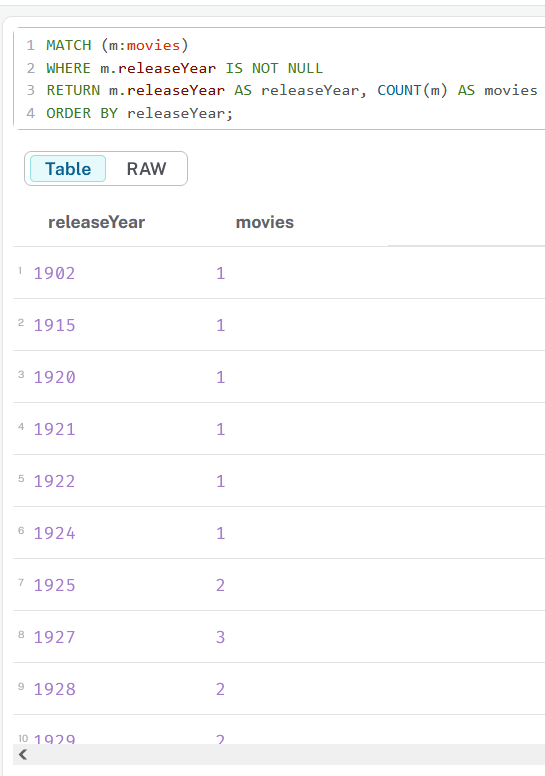 1 MATCH (m:movies)
2 WHERE m.releaseYear IS NOT NULL
3 RETURN m.releaseYear AS releaseYear, COUNT(m) AS movies
4 ORDER BY releaseYear;
Table RAW
releaseYear movies
1 1902 1
2 1915 1
3 1920 1
4 1921 1
5 1922 1
6 1924 1
7 1925 2
8 1927 3
9 1928 2
10 1929 2